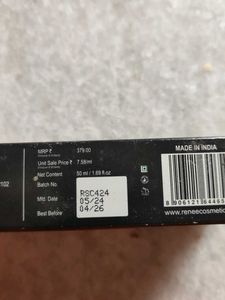 MRP ₹ 379.00
Unit Sale Price ₹ 7.58/ml
Net Content 50 ml / 1.69 fl oz
Batch No. RSC424
Mfd. Date 05/24
Best Before 04/26
102
MADE IN INDIA
www.reneecosmetic